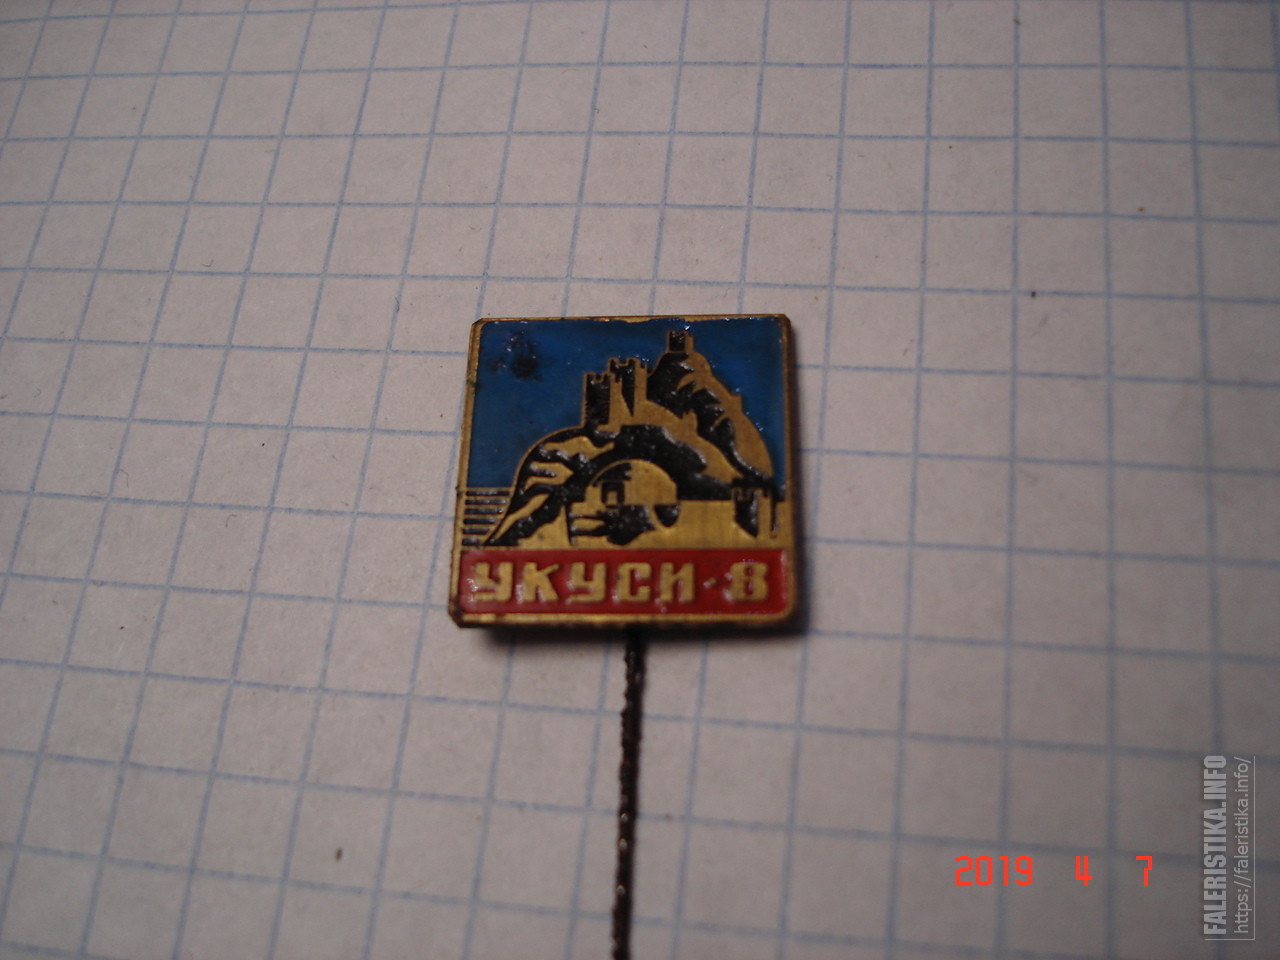 УКУСИ-8
2019 4 7
FALERISTIKA.INFO
https://faleristika.info/